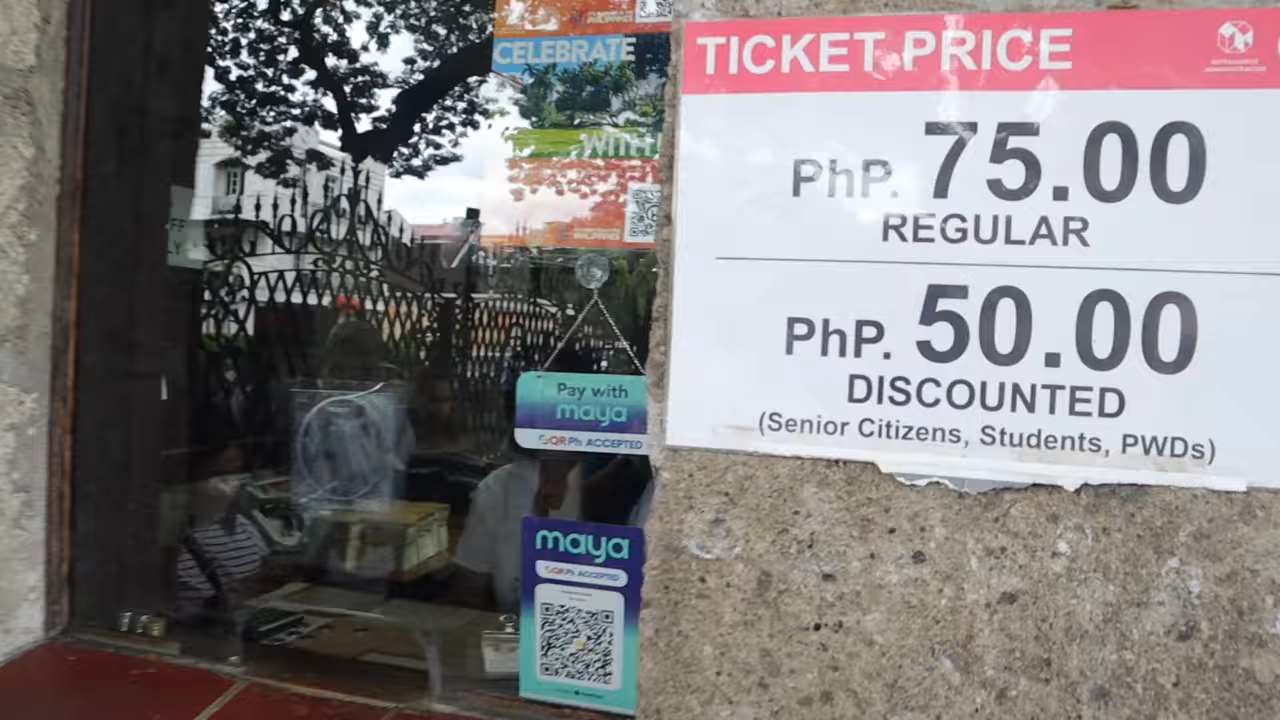 CELEBRATE
WITH
Pay with
maya
QRPh ACCEPTED
maya
QRPh ACCEPTED
TICKET PRICE
PhP. 75.00
REGULAR
PhP. 50.00
DISCOUNTED
(Senior Citizens, Students, PWDs)